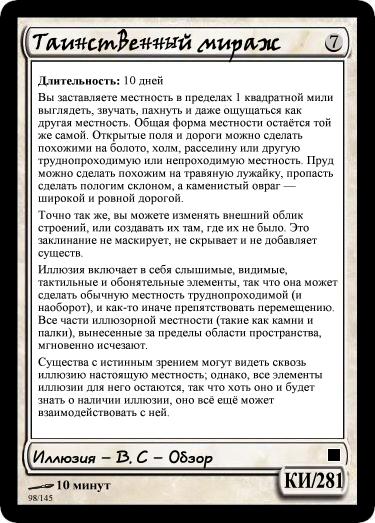 Таинственный мираж 7
Длительность: 10 дней
Вы заставляете местность в пределах 1 квадратной мили
выглядеть, звучать, пахнуть и даже ощущаться как
другая местность. Общая форма местности остаётся той
же самой. Открытые поля и дороги можно сделать
похожими на болото, холм, расселину или другую
труднопроходимую или непроходимую местность. Пруд
можно сделать похожим на травяную лужайку, пропасть
сделать пологим склоном, а каменистый овраг —
широкой и ровной дорогой.
Точно так же, вы можете изменять внешний облик
строений, или создавать их там, где их не было. Это
заклинание не маскирует, не скрывает и не добавляет
существ.
Иллюзия включает в себя слышимые, видимые,
тактильные и обонятельные элементы, так что она может
сделать обычную местность труднопроходимой (и
наоборот), и как-то иначе препятствовать перемещению.
Все части иллюзорной местности (такие как камни и
палки), вынесенные за пределы области пространства,
мгновенно исчезают.
Существа с истинным зрением могут видеть сквозь
иллюзию настоящую местность; однако, все элементы
иллюзии для него остаются, так что хоть оно и будет
знать о наличии иллюзии, оно всё ещё может
взаимодействовать с ней.
Иллюзия – В, С – Обзор
КИ/281
10 минут
98/145